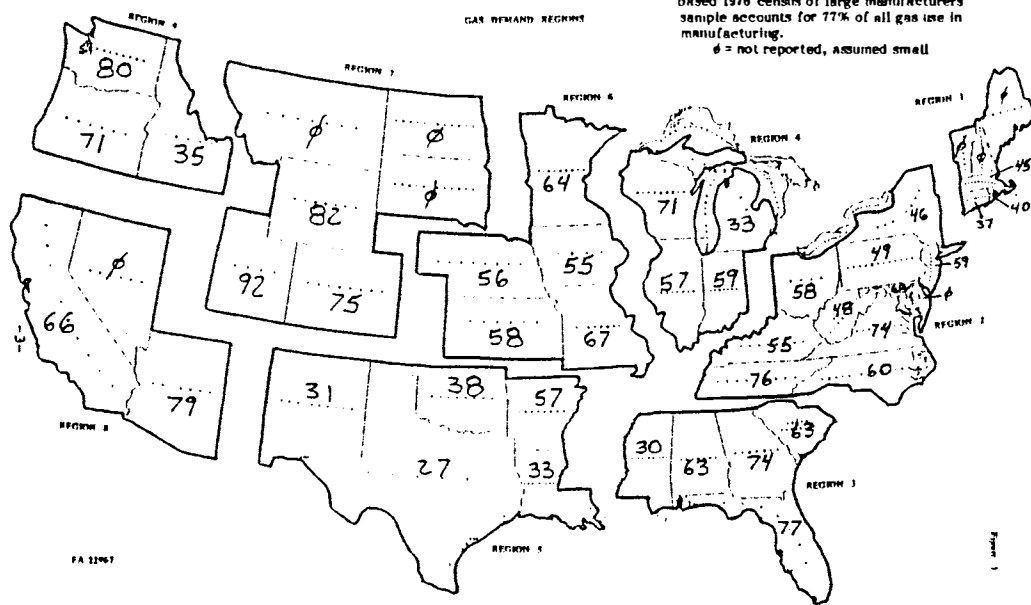 based 1976 census of large manufacturers
sample accounts for 77% of all gas use in
manufacturing.
ϕ = not reported, assumed small
GAS DEMAND REGIONS
REGION 7
REGION 6
REGION 4
REGION 1
80
71
35
ϕ
ϕ
ϕ
82
64
71
33
ϕ
ϕ
ϕ
45
40
37
46
49
59
ϕ
92
75
56
58
55
67
57
59
58
48
74
55
76
60
REGION 2
66
ϕ
79
REGION 8
31
38
27
57
33
REGION 5
30
63
74
63
77
REGION 3
-3-
FA 22967
Figure 1